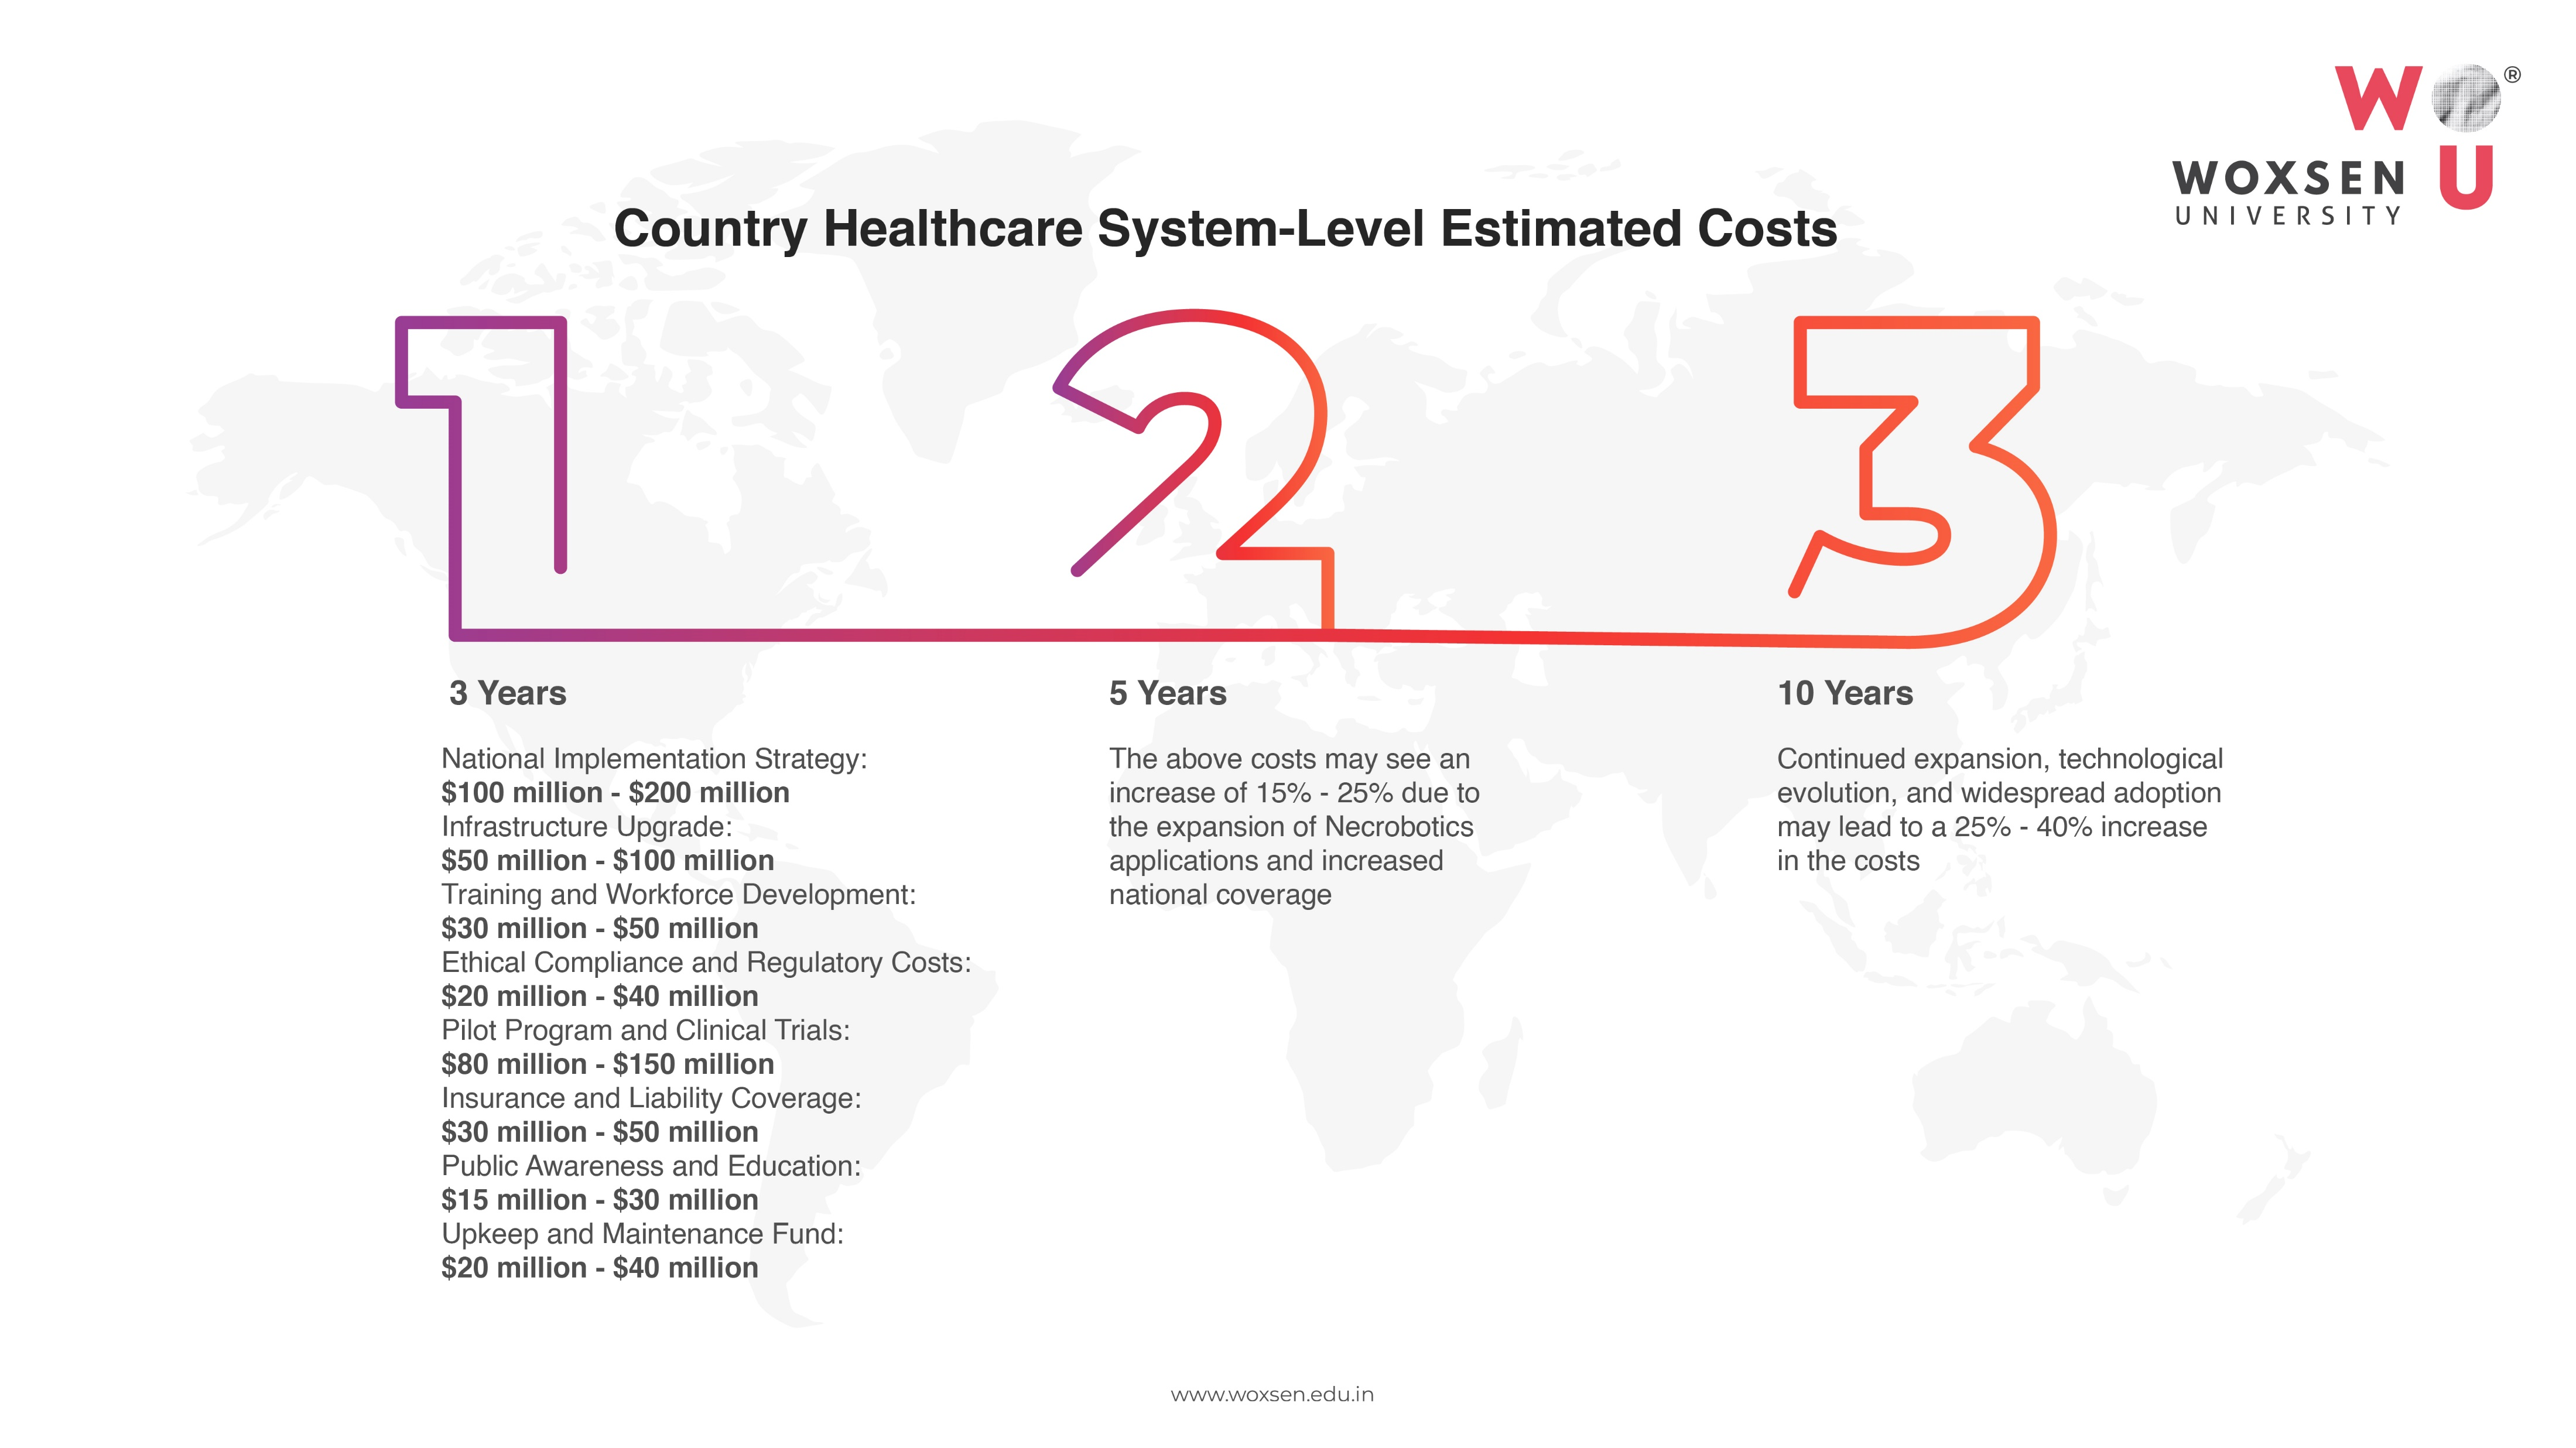 W ®
WOXSEN U
UNIVERSITY
Country Healthcare System-Level Estimated Costs
1 2 3
3 Years
National Implementation Strategy:
$100 million - $200 million
Infrastructure Upgrade:
$50 million - $100 million
Training and Workforce Development:
$30 million - $50 million
Ethical Compliance and Regulatory Costs:
$20 million - $40 million
Pilot Program and Clinical Trials:
$80 million - $150 million
Insurance and Liability Coverage:
$30 million - $50 million
Public Awareness and Education:
$15 million - $30 million
Upkeep and Maintenance Fund:
$20 million - $40 million
5 Years
The above costs may see an
increase of 15% - 25% due to
the expansion of Necrobotics
applications and increased
national coverage
10 Years
Continued expansion, technological
evolution, and widespread adoption
may lead to a 25% - 40% increase
in the costs
www.woxsen.edu.in